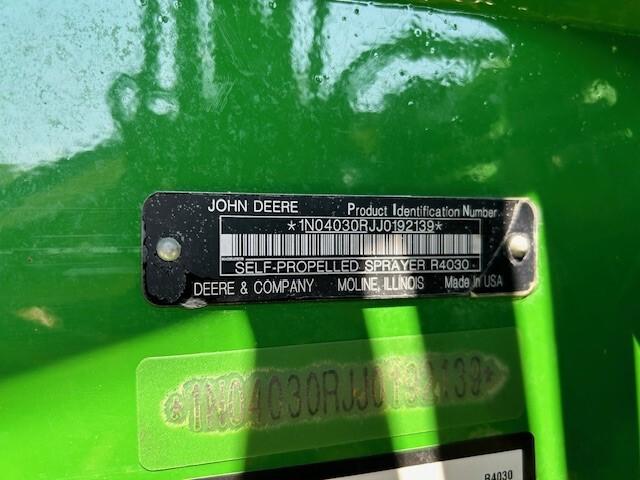 JOHN DEERE Product Identification Number
*1N04030RJJ0192139*
SELF-PROPELLED SPRAYER R4030
DEERE & COMPANY MOLINE, ILLINOIS Made In USA
*1N04030RJJ0192139*
R4030